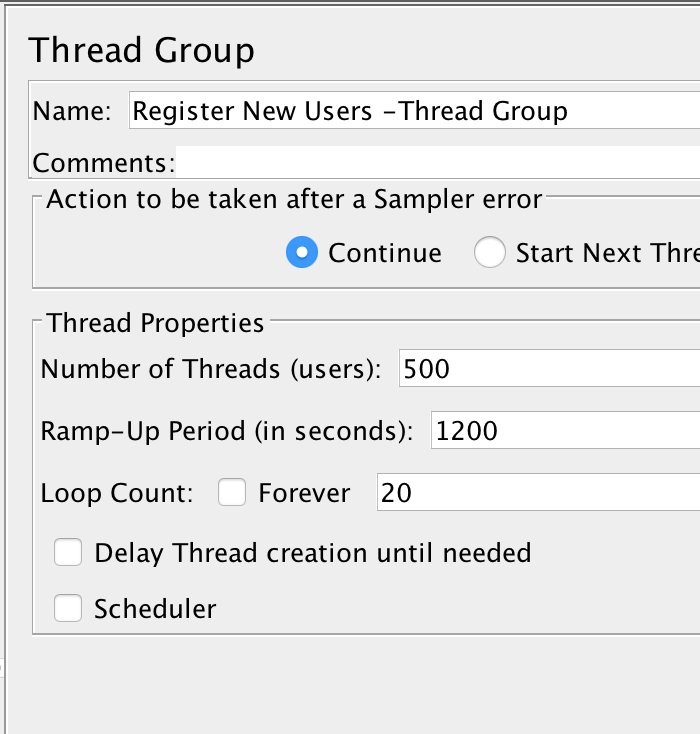 Thread Group
Name: Register New Users -Thread Group
Comments:
Action to be taken after a Sampler error
Continue Start Next
Thread Properties
Number of Threads (users): 500
Ramp-Up Period (in seconds): 1200
Loop Count: Forever 20
Delay Thread creation until needed
Scheduler